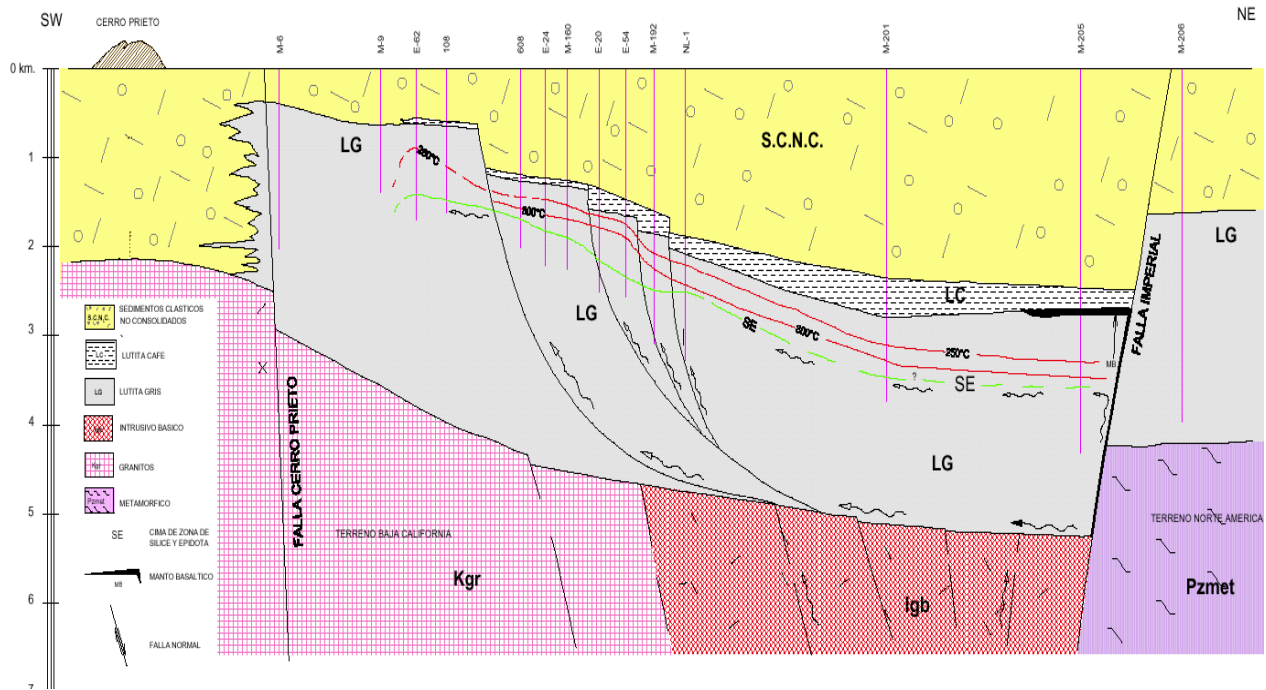 SW
CERRO PRIETO
NE
M-6
M-9
E-62
108
608
E-24
M-160
E-20
E-54
M-192
NL-1
M-201
M-205
M-206
0 km.
1
2
3
4
5
6
7
S.C.N.C.
LG
LG
LG
LG
LC
250°C
300°C
300°C
250°C
SE
SE
?
MB
FALLA IMPERIAL
FALLA CERRO PRIETO
TERRENO BAJA CALIFORNIA
TERRENO NORTE AMERICA
Kgr
Igb
Pzmet
S.C.N.C.
SEDIMENTOS CLASTICOS
NO CONSOLIDADOS
LC
LUTITA CAFE
LG
LUTITA GRIS
Igb
INTRUSIVO BASICO
Kgr
GRANITOS
Pzmet
METAMORFICO
SE
CIMA DE ZONA DE
SILICE Y EPIDOTA
MB
MANTO BASALTICO
FALLA NORMAL